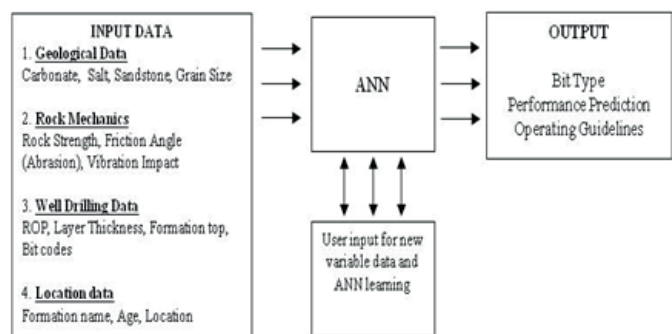 INPUT DATA
1. Geological Data
Carbonate, Salt, Sandstone, Grain Size
2. Rock Mechanics
Rock Strength, Friction Angle
(Abrasion), Vibration Impact
3. Well Drilling Data
ROP, Layer Thickness, Formation top,
Bit codes
4. Location data
Formation name, Age, Location
ANN
User input for new
variable data and
ANN learning
OUTPUT
Bit Type
Performance Prediction
Operating Guidelines